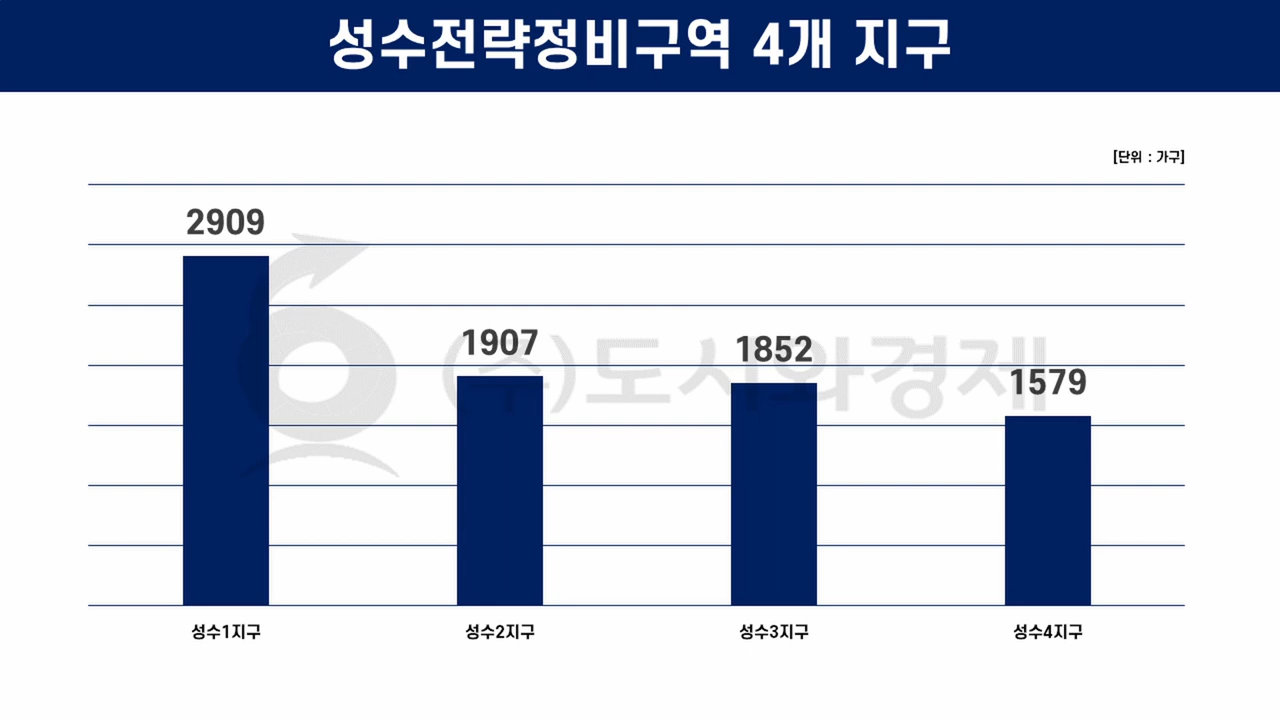 성수전략정비구역 4개 지구
[단위 : 가구]
2909
1907
1852
1579
(주)도시와경제
성수1지구
성수2지구
성수3지구
성수4지구